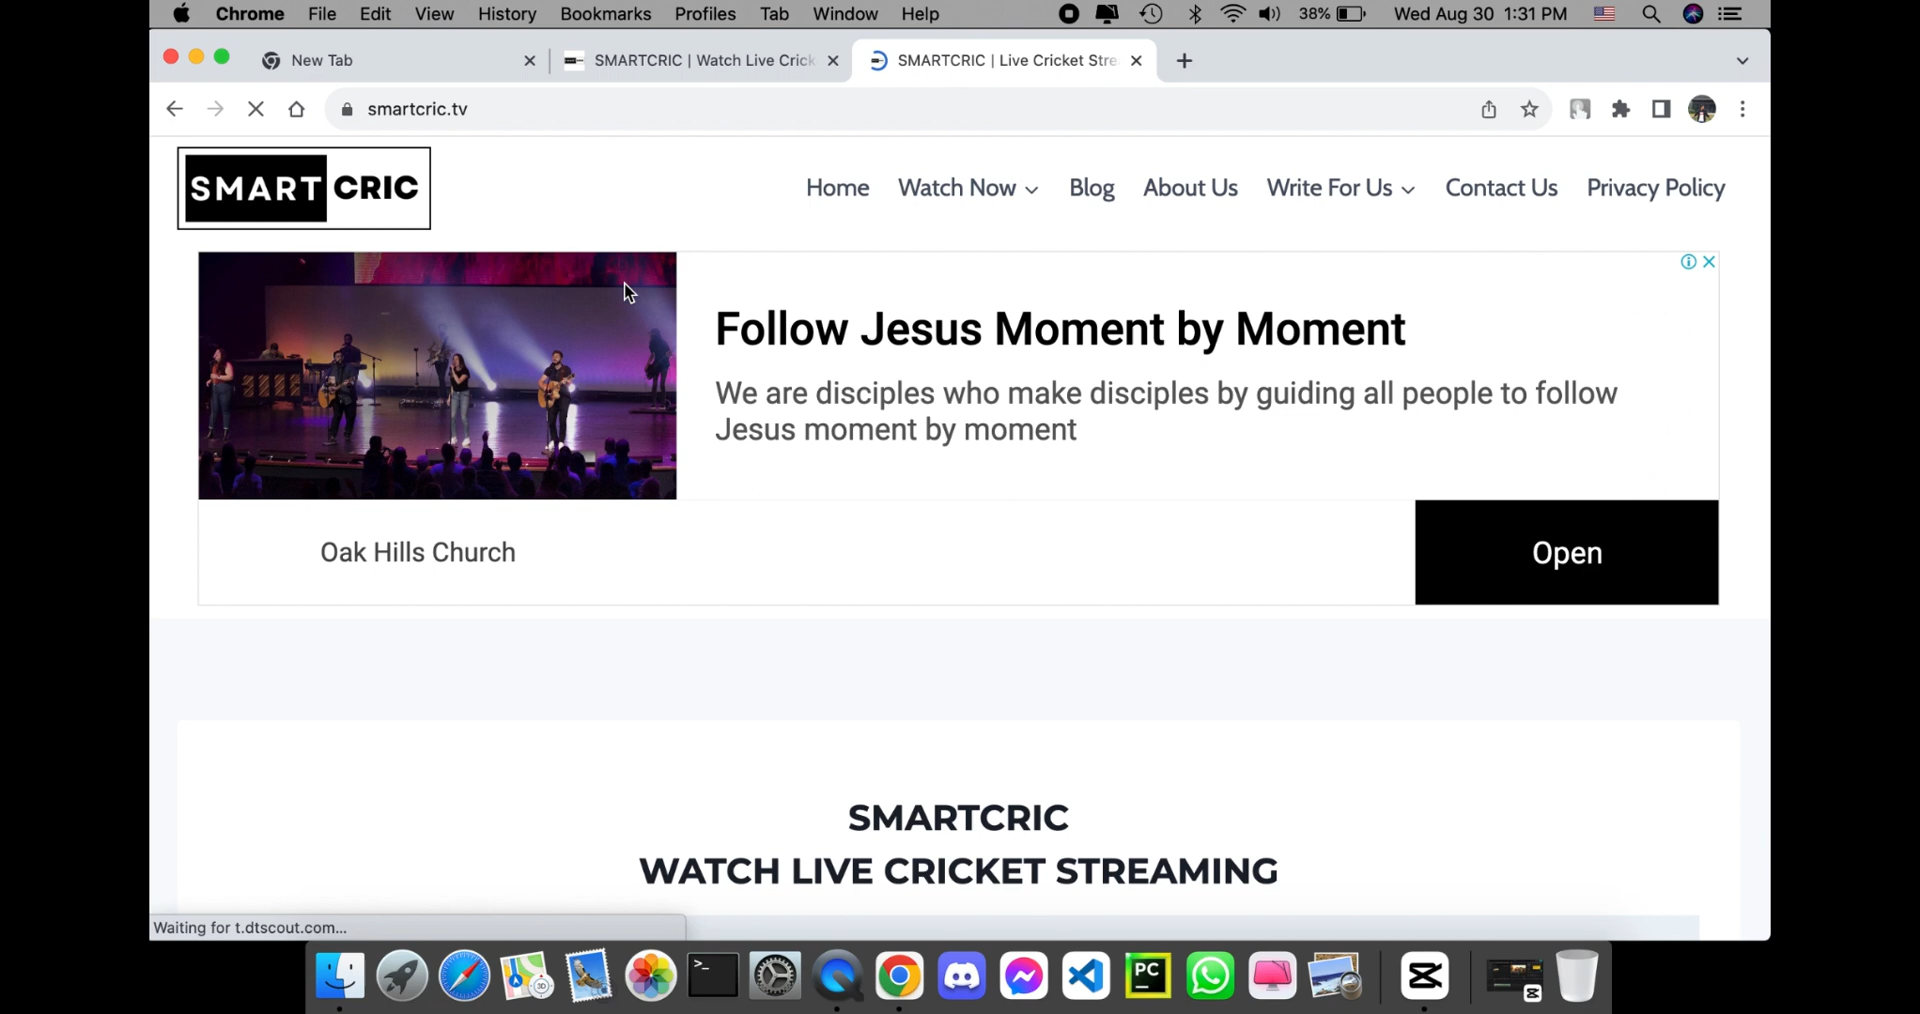 Chrome File Edit View History Bookmarks Profiles Tab Window Help 38% Wed Aug 30 1:31 PM
New Tab SMARTCRIC | Watch Live Crick SMARTCRIC | Live Cricket Stre
smartcric.tv
SMART CRIC Home Watch Now Blog About Us Write For Us Contact Us Privacy Policy
Follow Jesus Moment by Moment
We are disciples who make disciples by guiding all people to follow
Jesus moment by moment
Oak Hills Church Open
SMARTCRIC
WATCH LIVE CRICKET STREAMING
Waiting for t.dtscout.com...
>_ 3D PC